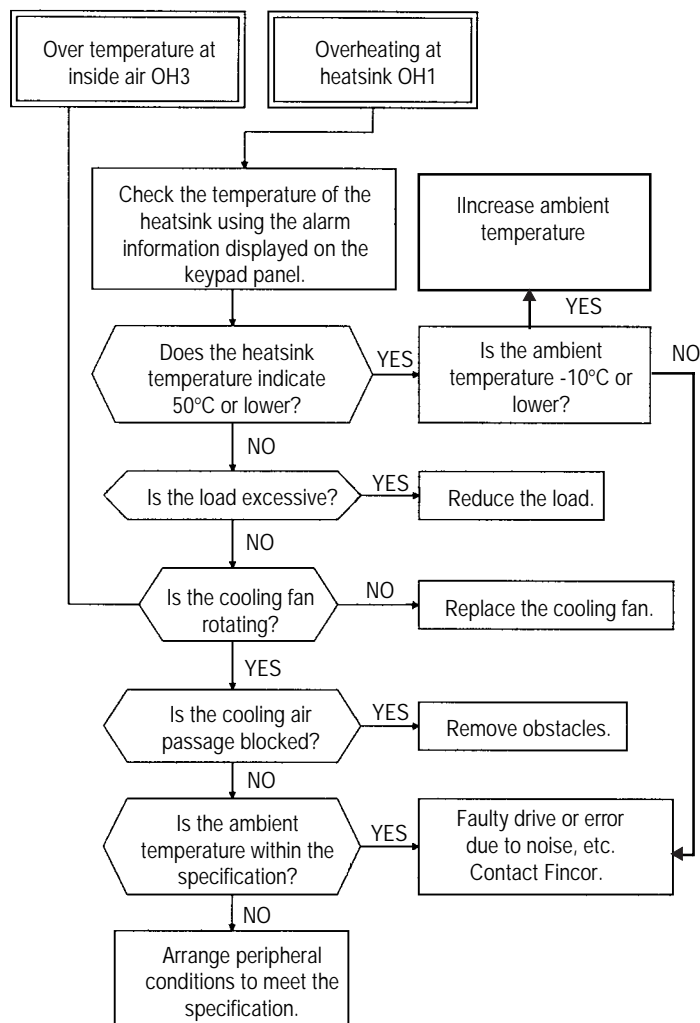 Over temperature at
inside air OH3
Overheating at
heatsink OH1
Check the temperature of the
heatsink using the alarm
information displayed on the
keypad panel.
IIncrease ambient
temperature
YES
Does the heatsink
temperature indicate
50°C or lower?
YES
Is the ambient
temperature -10°C or
lower?
NO
NO
Is the load excessive?
YES
Reduce the load.
NO
Is the cooling fan
rotating?
NO
Replace the cooling fan.
YES
Is the cooling air
passage blocked?
YES
Remove obstacles.
NO
Is the ambient
temperature within the
specification?
YES
Faulty drive or error
due to noise, etc.
Contact Fincor.
NO
Arrange peripheral
conditions to meet the
specification.